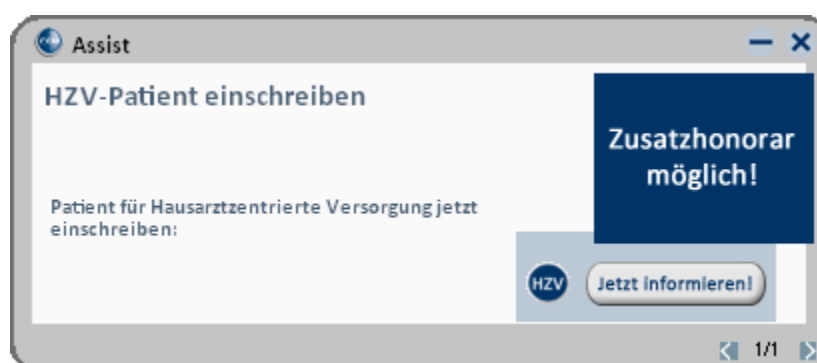 Assist
HZV-Patient einschreiben
Zusatzhonorar
möglich!
Patient für Hausarztzentrierte Versorgung jetzt
einschreiben:
HZV
Jetzt informieren!
1/1